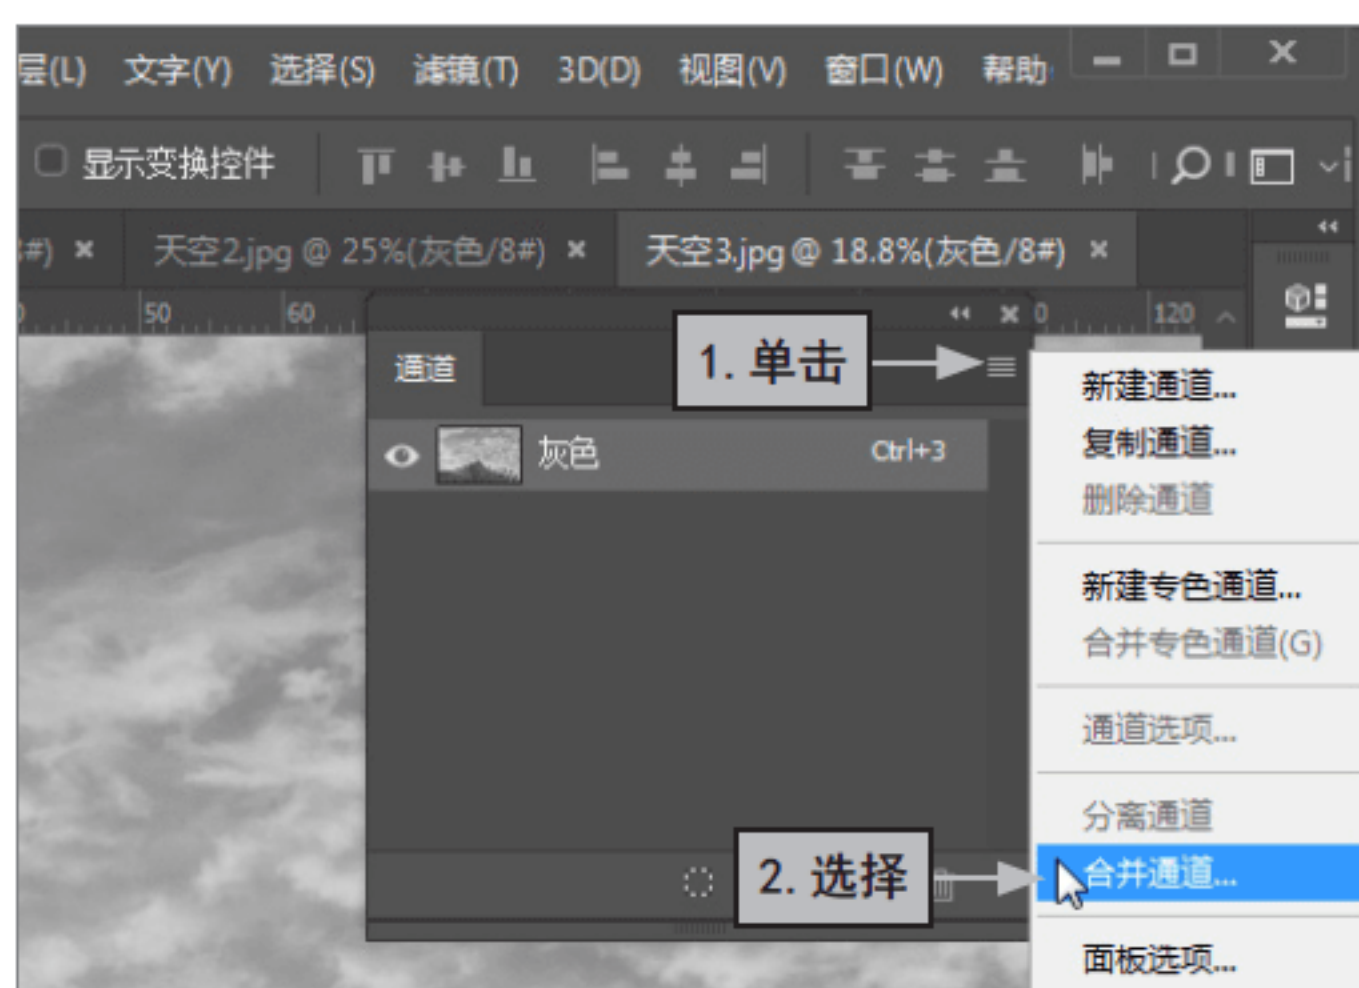 层(L) 文字(Y) 选择(S) 滤镜(T) 3D(D) 视图(V) 窗口(W) 帮助
显示变换控件
#) × 天空2.jpg @ 25%(灰色/8#) × 天空3.jpg @ 18.8%(灰色/8#) ×
50 60 0 120
通道
1. 单击
灰色 Ctrl+3
新建通道...
复制通道...
删除通道
新建专色通道...
合并专色通道(G)
通道选项...
分离通道
2. 选择
合并通道...
面板选项...